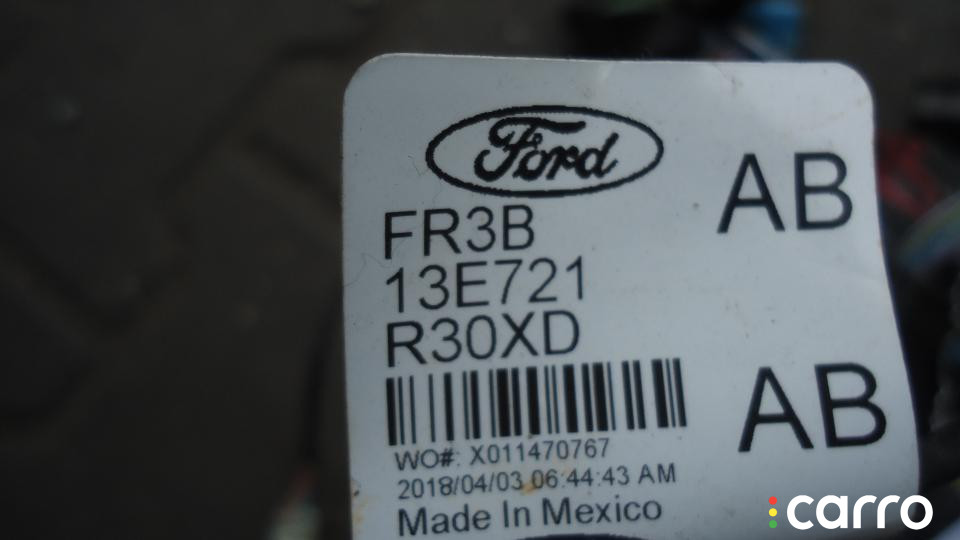 Ford
FR3B
AB
13E721
R30XD
AB
WO#: X011470767
2018/04/03 06:44:43 AM
Made In Mexico
carro